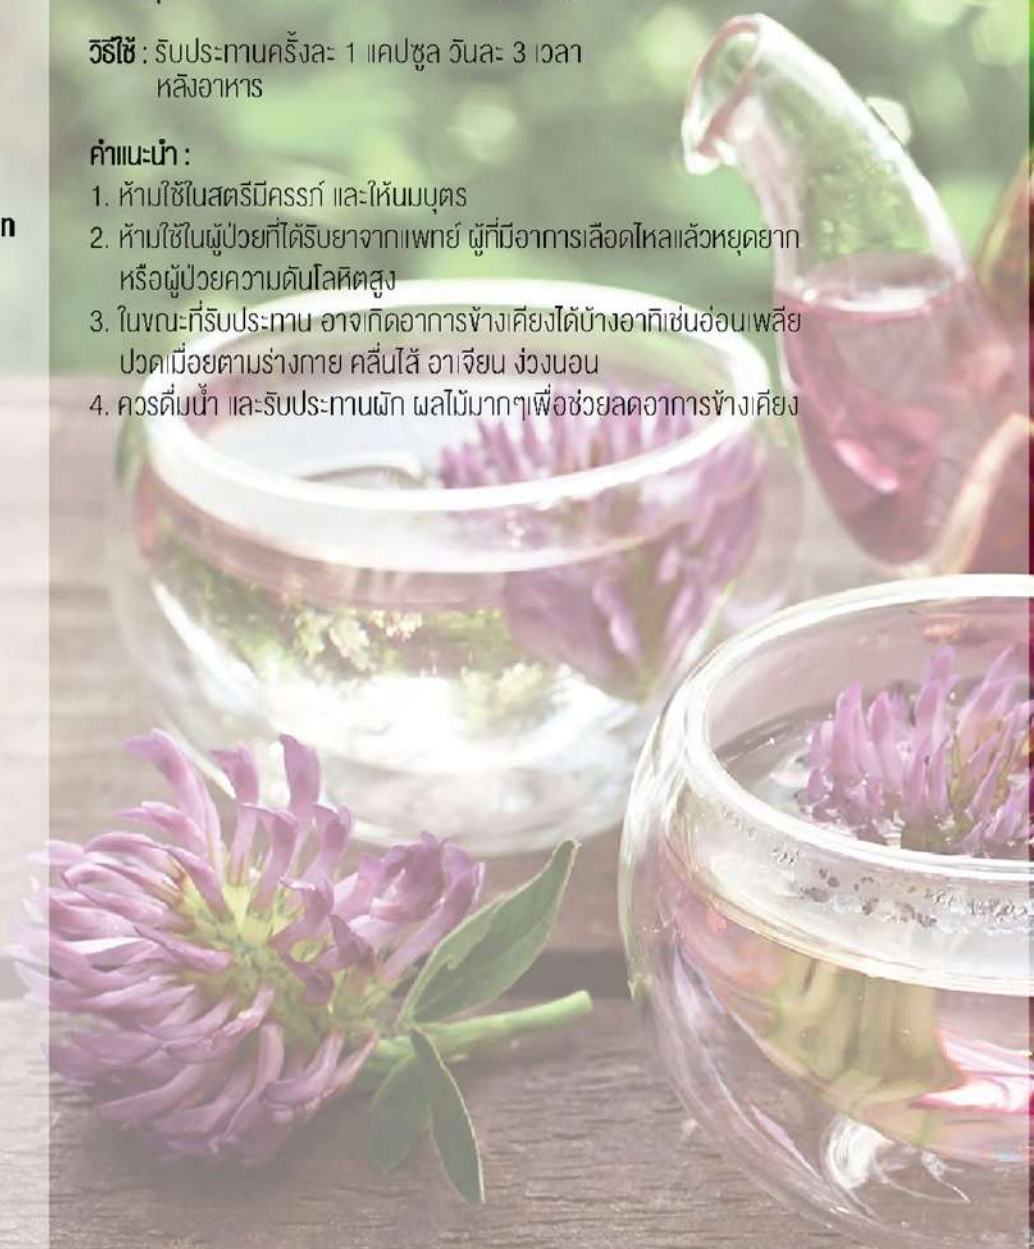 วิธีใช้ : รับประทานครั้งละ 1 แคปซูล วันละ 3 เวลา
หลังอาหาร
คำแนะนำ :
1. ห้ามใช้ในสตรีมีครรภ์ และให้นมบุตร
2. ห้ามใช้ในผู้ป่วยที่ได้รับยาจากแพทย์ ผู้ที่มีอาการเลือดไหลแล้วหยุดยาก
หรือผู้ป่วยความดันโลหิตสูง
3. ในขณะที่รับประทาน อาจเกิดอาการข้างเคียงได้บ้างอาทิเช่นอ่อนเพลีย
ปวดเมื่อยตามร่างกาย คลื่นไส้ อาเจียน ง่วงนอน
4. ควรดื่มน้ำ และรับประทานผัก ผลไม้มากๆเพื่อช่วยลดอาการข้างเคียง